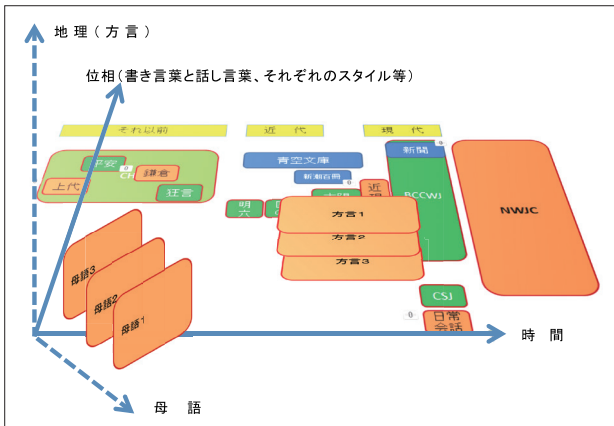 地理(方言)
位相(書き言葉と話し言葉、それぞれのスタイル等)
それ以前
近代
現代
平安
CH
鎌倉
上代
狂言
青空文庫
新潮百冊
明六
近現
新聞
BCCWJ
NWJC
方言1
方言2
方言3
母語3
母語2
母語1
CSJ
日常
会話
時間
母語